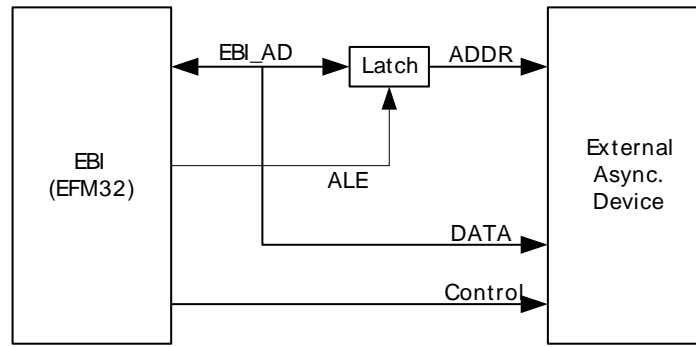 EBI_AD
Latch
ADDR
EBI
(EFM32)
ALE
External
Async.
Device
DATA
Control